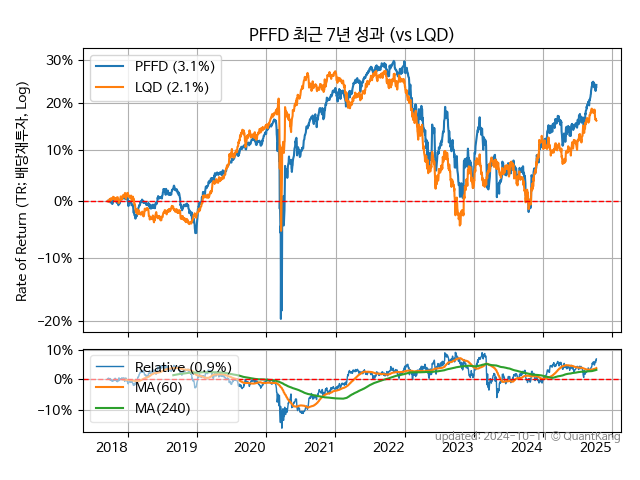 PFFD 최근 7년 성과 (vs LQD)
Rate of Return (TR: 배당재투자, Log)
30%
20%
10%
0%
−10%
−20%
PFFD (3.1%)
LQD (2.1%)
10%
0%
−10%
Relative (0.9%)
MA(60)
MA(240)
updated: 2024-10-11 © QuantKang
2018 2019 2020 2021 2022 2023 2024 2025